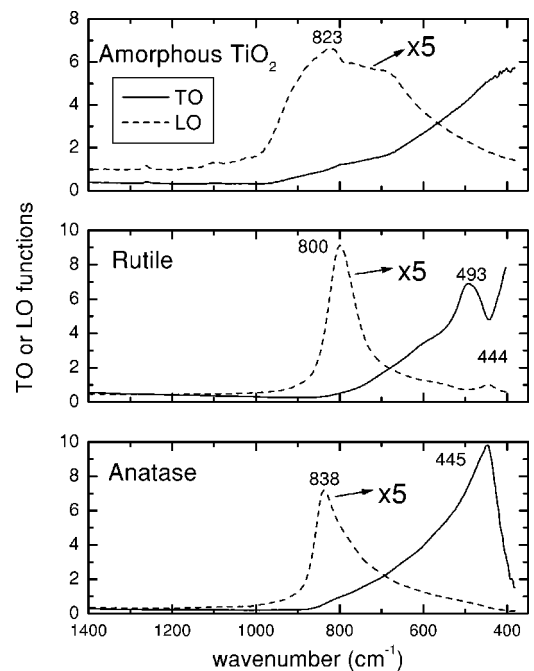 TO or LO functions
8
6
4
2
0
Amorphous TiO₂
823
x5
TO
LO
10
8
6
4
2
0
Rutile
800
x5
493
444
10
8
6
4
2
0
Anatase
838
x5
445
1400 1200 1000 800 600 400
wavenumber (cm⁻¹)